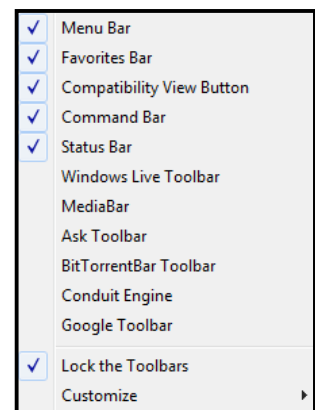 Menu Bar
Favorites Bar
Compatibility View Button
Command Bar
Status Bar
Windows Live Toolbar
MediaBar
Ask Toolbar
BitTorrentBar Toolbar
Conduit Engine
Google Toolbar
Lock the Toolbars
Customize